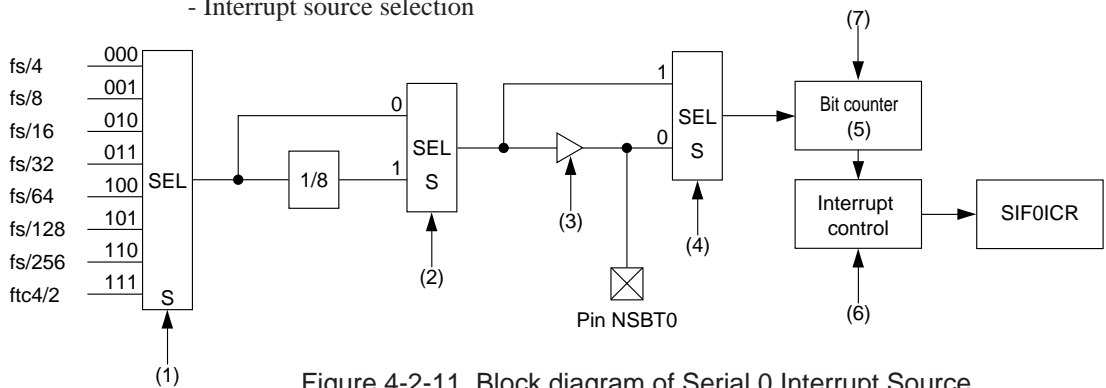 - Interrupt source selection
(7)
fs/4 000
fs/8 001
fs/16 010
fs/32 011
fs/64 100
fs/128 101
fs/256 110
ftc4/2 111
SEL
S
(1)
1/8
0
1
SEL
S
(2)
(3)
Pin NSBT0
1
0
SEL
S
(4)
Bit counter
(5)
Interrupt
control
(6)
SIF0ICR
Figure 4-2-11 Block diagram of Serial 0 Interrupt Source